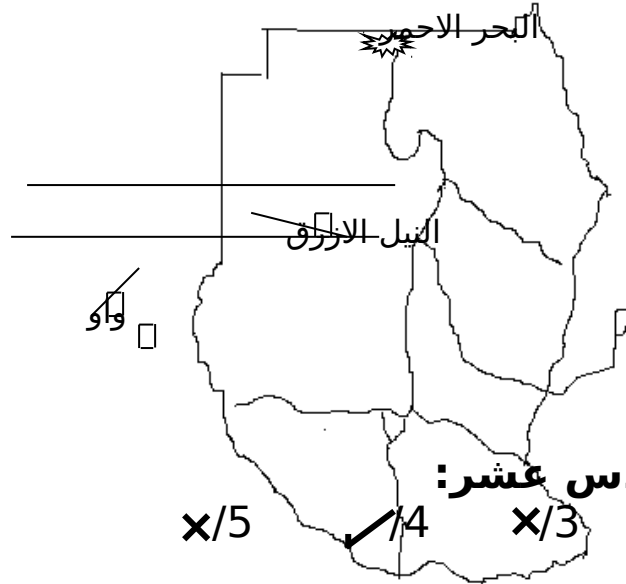 البحر الاحمر
النيل الازرق
واو
س عشر:
/3 × /4 ✓ /5 ×